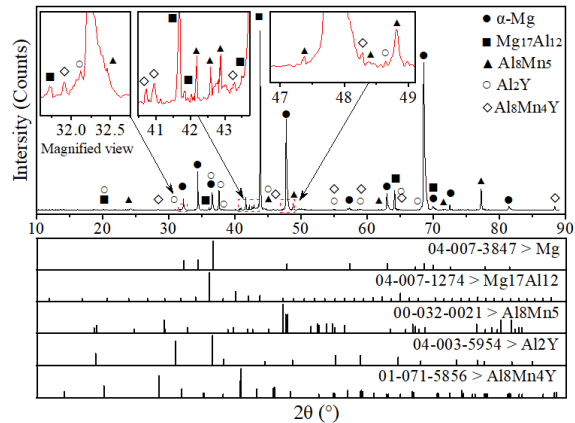 Intensity (Counts)
32.0 32.5
Magnified view
41 42 43
47 48 49
α-Mg
Mg17Al12
Al8Mn5
Al2Y
Al8Mn4Y
10 20 30 40 50 60 70 80 90
04-007-3847 > Mg
04-007-1274 > Mg17Al12
00-032-0021 > Al8Mn5
04-003-5954 > Al2Y
01-071-5856 > Al8Mn4Y
2θ (°)